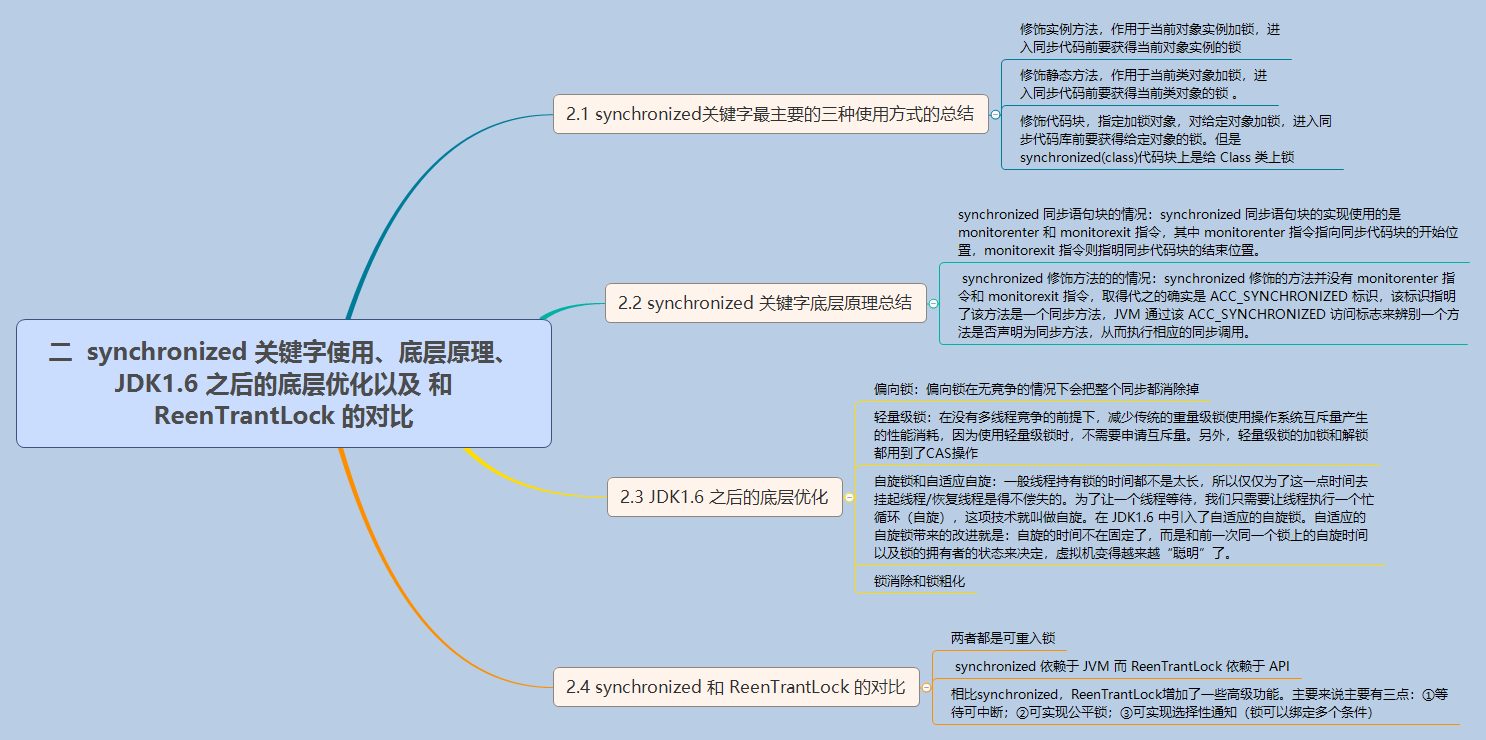 二  synchronized 关键字使用、底层原理、
JDK1.6 之后的底层优化以及 和
ReenTrantLock 的对比
2.1 synchronized关键字最主要的三种使用方式的总结
修饰实例方法，作用于当前对象实例加锁，进
入同步代码前要获得当前对象实例的锁
修饰静态方法，作用于当前类对象加锁，进
入同步代码前要获得当前类对象的锁 。
修饰代码块，指定加锁对象，对给定对象加锁，进入同
步代码库前要获得给定对象的锁。但是
synchronized(class)代码块上是给 Class 类上锁
2.2 synchronized 关键字底层原理总结
synchronized 同步语句块的情况：synchronized 同步语句块的实现使用的是
monitorenter 和 monitorexit 指令，其中 monitorenter 指令指向同步代码块的开始位
置，monitorexit 指令则指明同步代码块的结束位置。
synchronized 修饰方法的的情况：synchronized 修饰的方法并没有 monitorenter 指
令和 monitorexit 指令，取得代之的确实是 ACC_SYNCHRONIZED 标识，该标识指明
了该方法是一个同步方法，JVM 通过该 ACC_SYNCHRONIZED 访问标志来辨别一个方
法是否声明为同步方法，从而执行相应的同步调用。
2.3 JDK1.6 之后的底层优化
偏向锁：偏向锁在无竞争的情况下会把整个同步都消除掉
轻量级锁：在没有多线程竞争的前提下，减少传统的重量级锁使用操作系统互斥量产生
的性能消耗，因为使用轻量级锁时，不需要申请互斥量。另外，轻量级锁的加锁和解锁
都用到了CAS操作
自旋锁和自适应自旋：一般线程持有锁的时间都不是太长，所以仅仅为了这一点时间去
挂起线程/恢复线程是得不偿失的。为了让一个线程等待，我们只需要让线程执行一个忙
循环（自旋），这项技术就叫做自旋。在 JDK1.6 中引入了自适应的自旋锁。自适应的
自旋锁带来的改进就是：自旋的时间不在固定了，而是和前一次同一个锁上的自旋时间
以及锁的拥有者的状态来决定，虚拟机变得越来越“聪明”了。
锁消除和锁粗化
2.4 synchronized 和 ReenTrantLock 的对比
两者都是可重入锁
synchronized 依赖于 JVM 而 ReenTrantLock 依赖于 API
相比synchronized，ReenTrantLock增加了一些高级功能。主要来说主要有三点：①等
待可中断；②可实现公平锁；③可实现选择性通知（锁可以绑定多个条件）